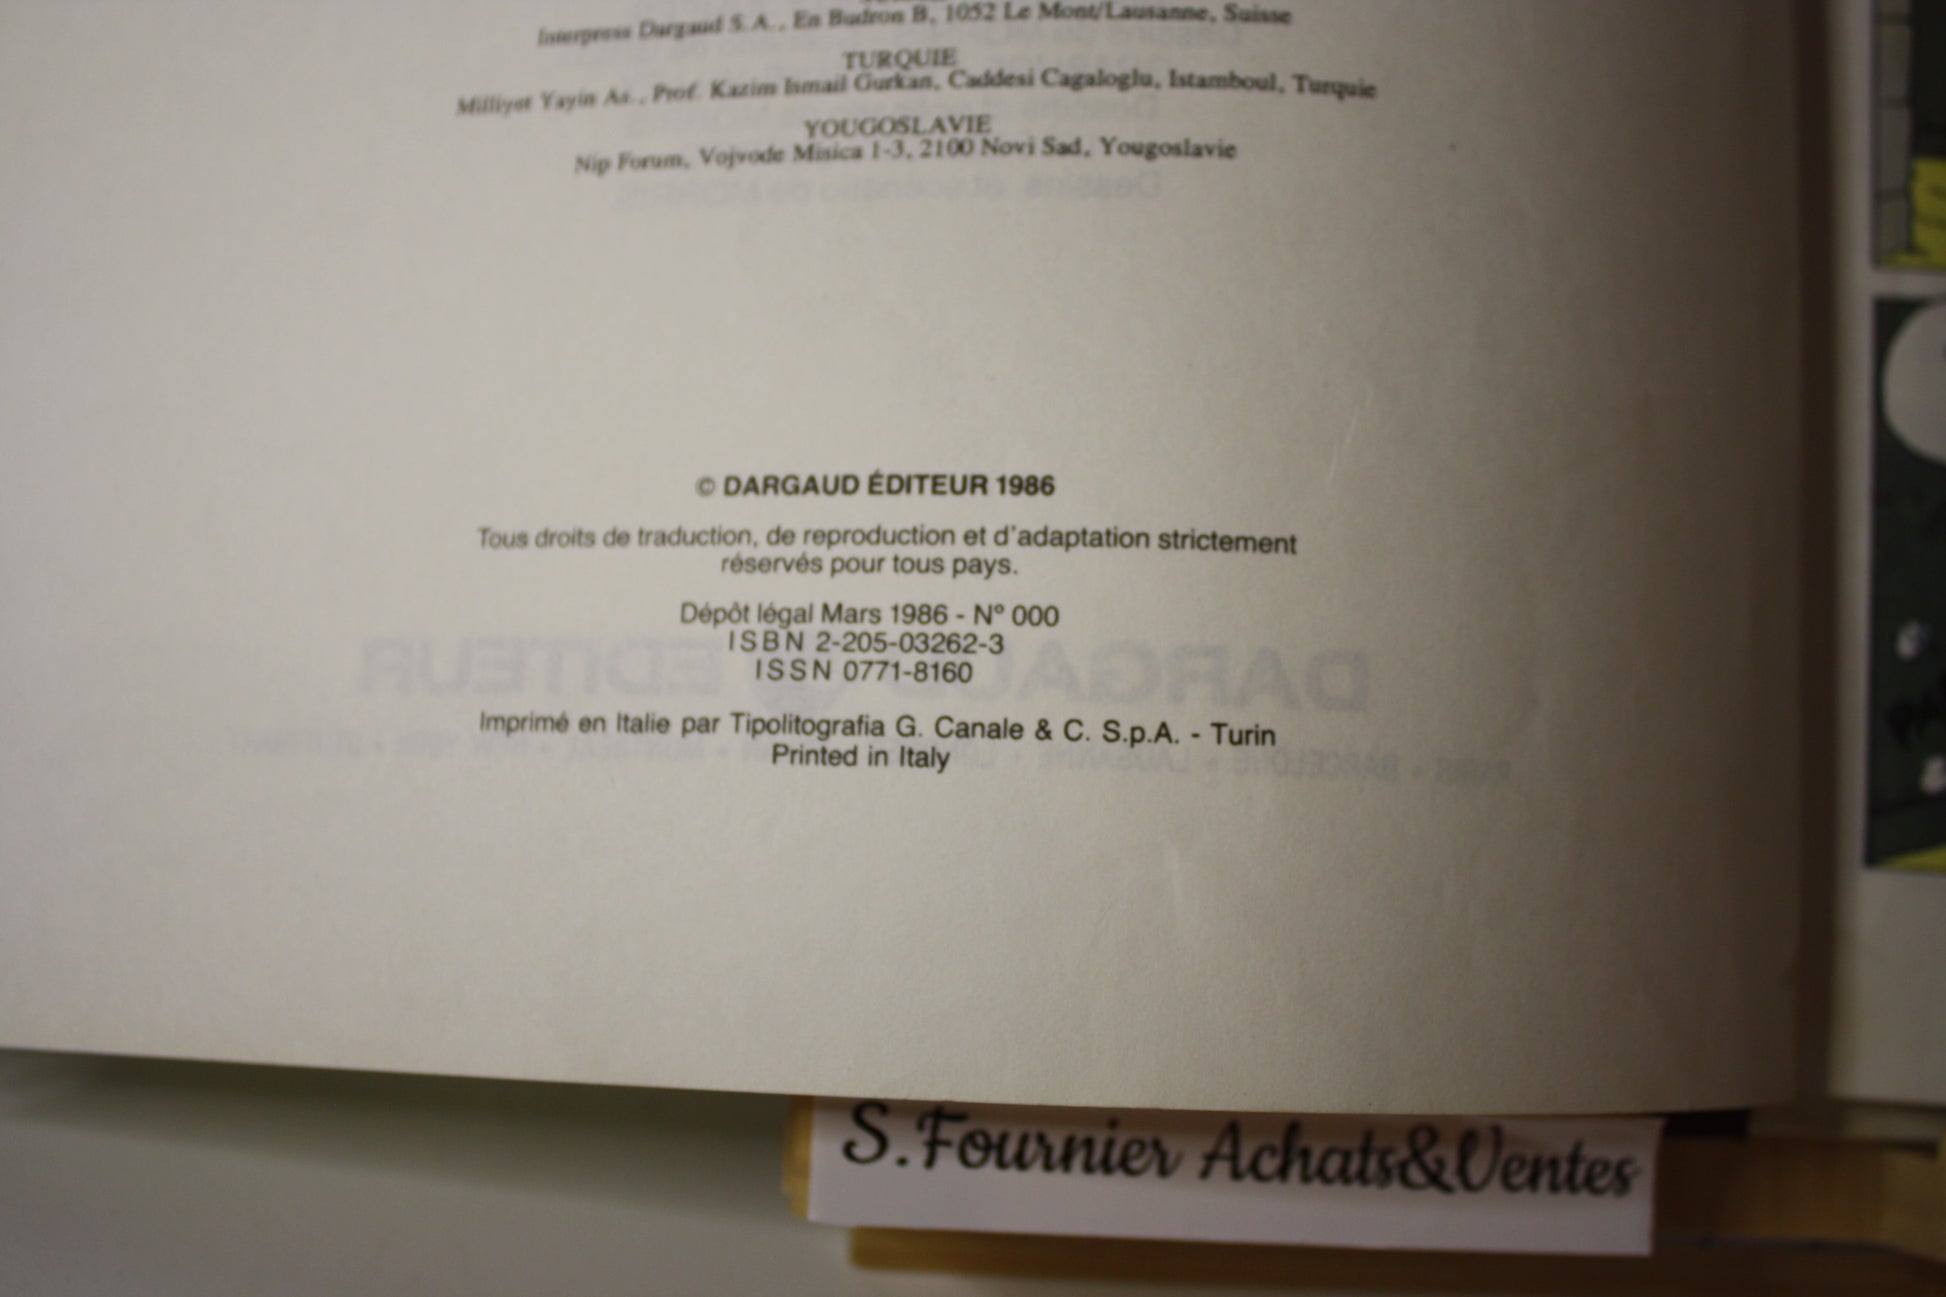 Interpress Dargaud S.A., En Budron B, 1052 Le Mont/Lausanne, Suisse
TURQUIE
Milliyet Yayin As., Prof. Kazim Ismail Gurkan, Caddesi Cagaloglu, Istamboul, Turquie
YOUGOSLAVIE
Nip Forum, Vojvode Misica 1-3, 2100 Novi Sad, Yougoslavie
© DARGAUD ÉDITEUR 1986
Tous droits de traduction, de reproduction et d'adaptation strictement
réservés pour tous pays.
Dépôt légal Mars 1986 - N° 000
ISBN 2-205-03262-3
ISSN 0771-8160
Imprimé en Italie par Tipolitografia G. Canale & C. S.p.A. - Turin
Printed in Italy
S.Fournier Achats&Ventes